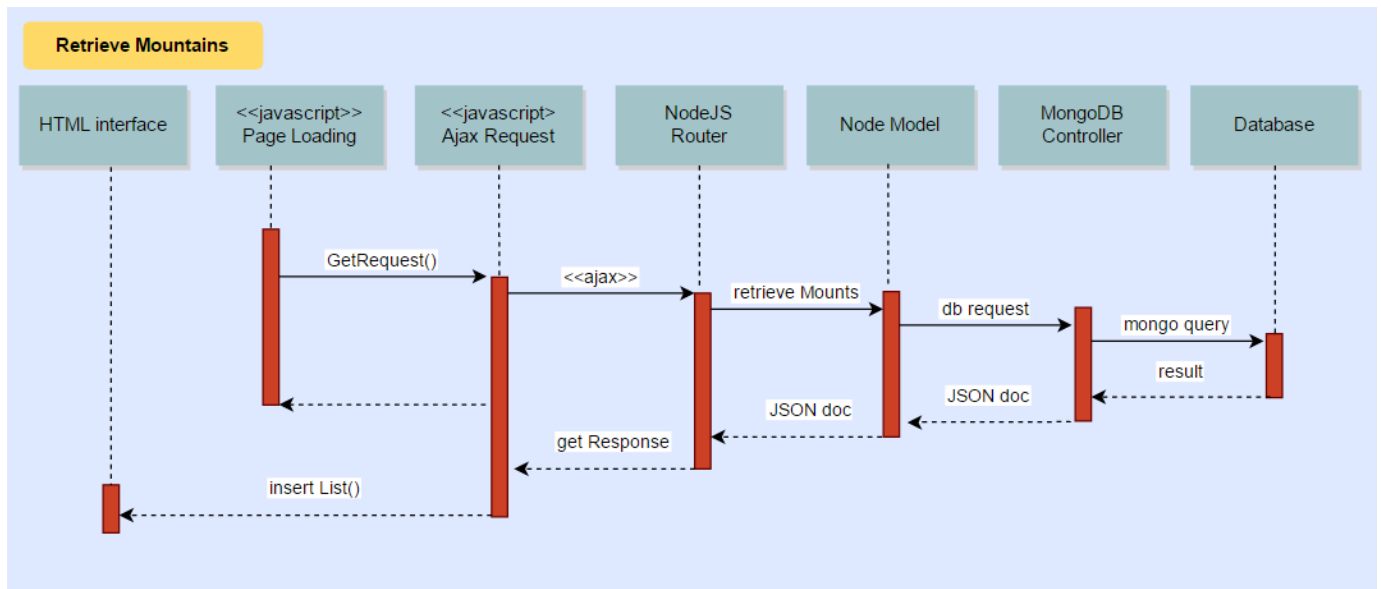 Retrieve Mountains
HTML interface
<<javascript>>
Page Loading
<<javascript>
Ajax Request
NodeJS
Router
Node Model
MongoDB
Controller
Database
GetRequest()
<<ajax>>
retrieve Mounts
db request
mongo query
result
JSON doc
JSON doc
get Response
insert List()